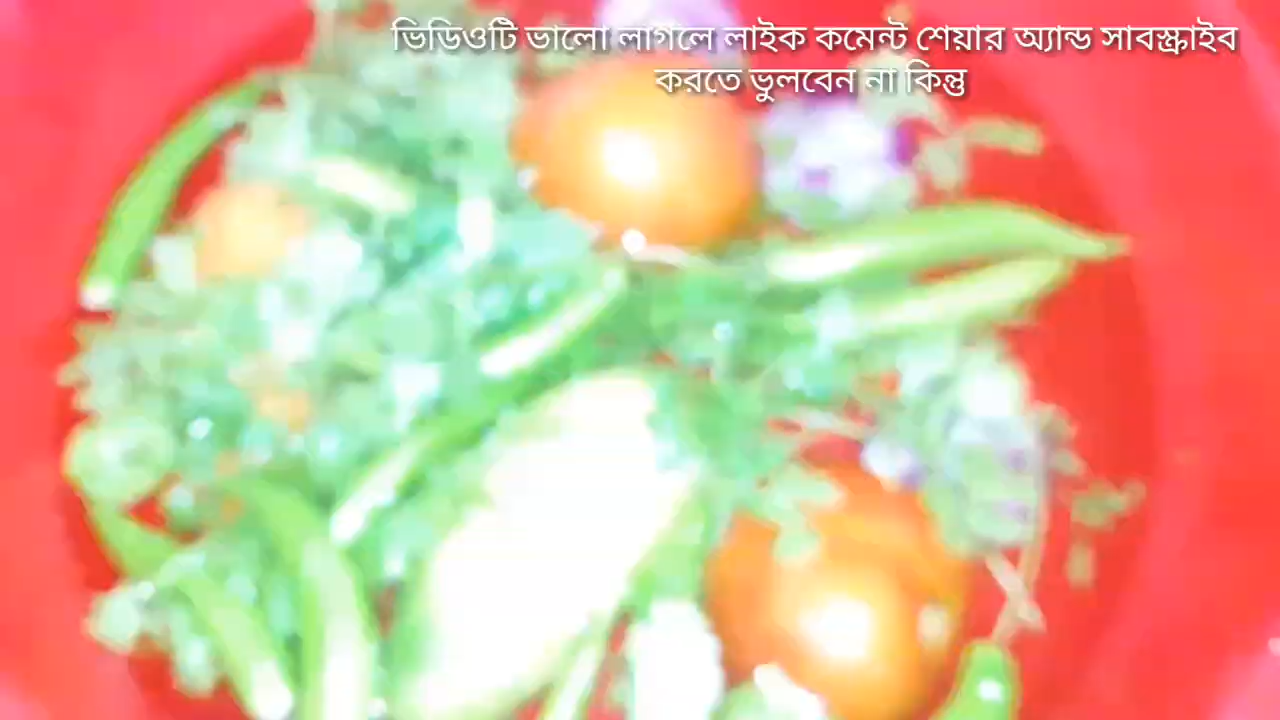 ভিডিওটি ভালো লাগলে লাইক কমেন্ট শেয়ার অ্যান্ড সাবস্ক্রাইব
করতে ভুলবেন না কিন্তু